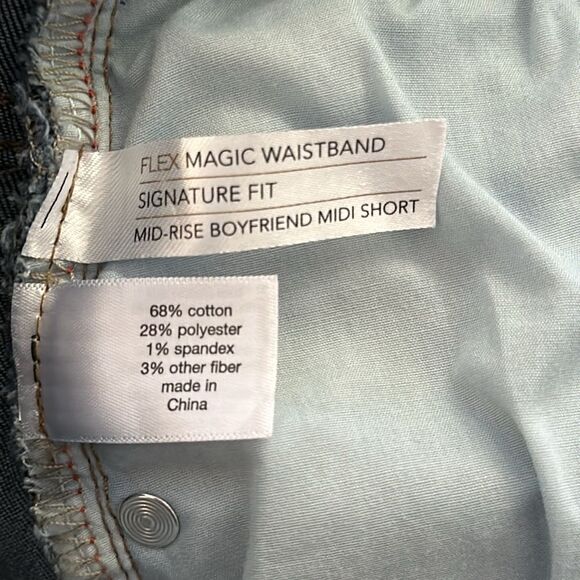 FLEX MAGIC WAISTBAND
SIGNATURE FIT
MID-RISE BOYFRIEND MIDI SHORT
68% cotton
28% polyester
1% spandex
3% other fiber
made in
China